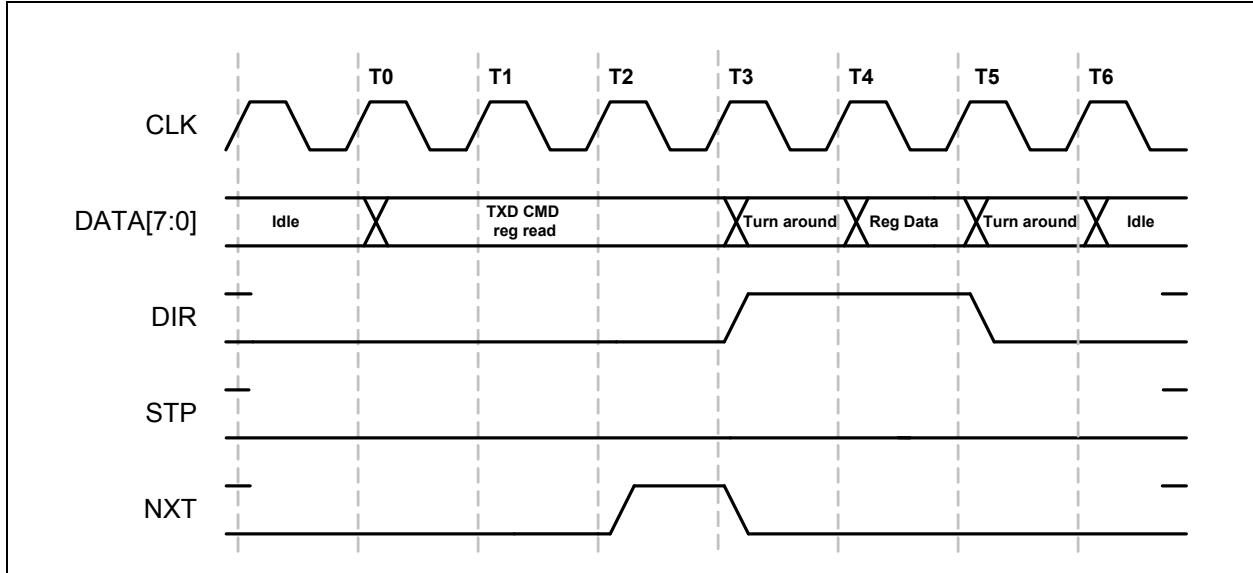 T0 T1 T2 T3 T4 T5 T6
CLK
DATA[7:0]
Idle
TXD CMD
reg read
Turn around
Reg Data
Turn around
Idle
DIR
STP
NXT